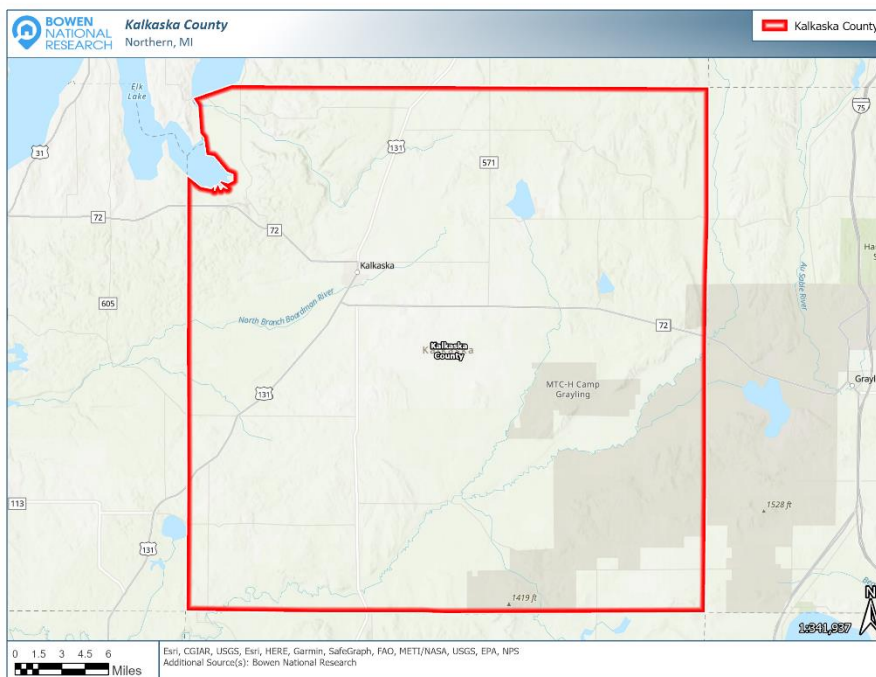 BOWEN
NATIONAL
RESEARCH
Kalkaska County
Northern, MI
Kalkaska County
Elk
Lake
31
131
571
75
72
72
Kalkaska
605
North Branch Boardman River
Au Sable River
72
Kalkaska
County
MTC-H Camp
Grayling
131
113
131
1528 ft
1419 ft
N
1:341,937
0 1.5 3 4.5 6
Miles
Esri, CGIAR, USGS, Esri, HERE, Garmin, SafeGraph, FAO, METI/NASA, USGS, EPA, NPS
Additional Source(s): Bowen National Research